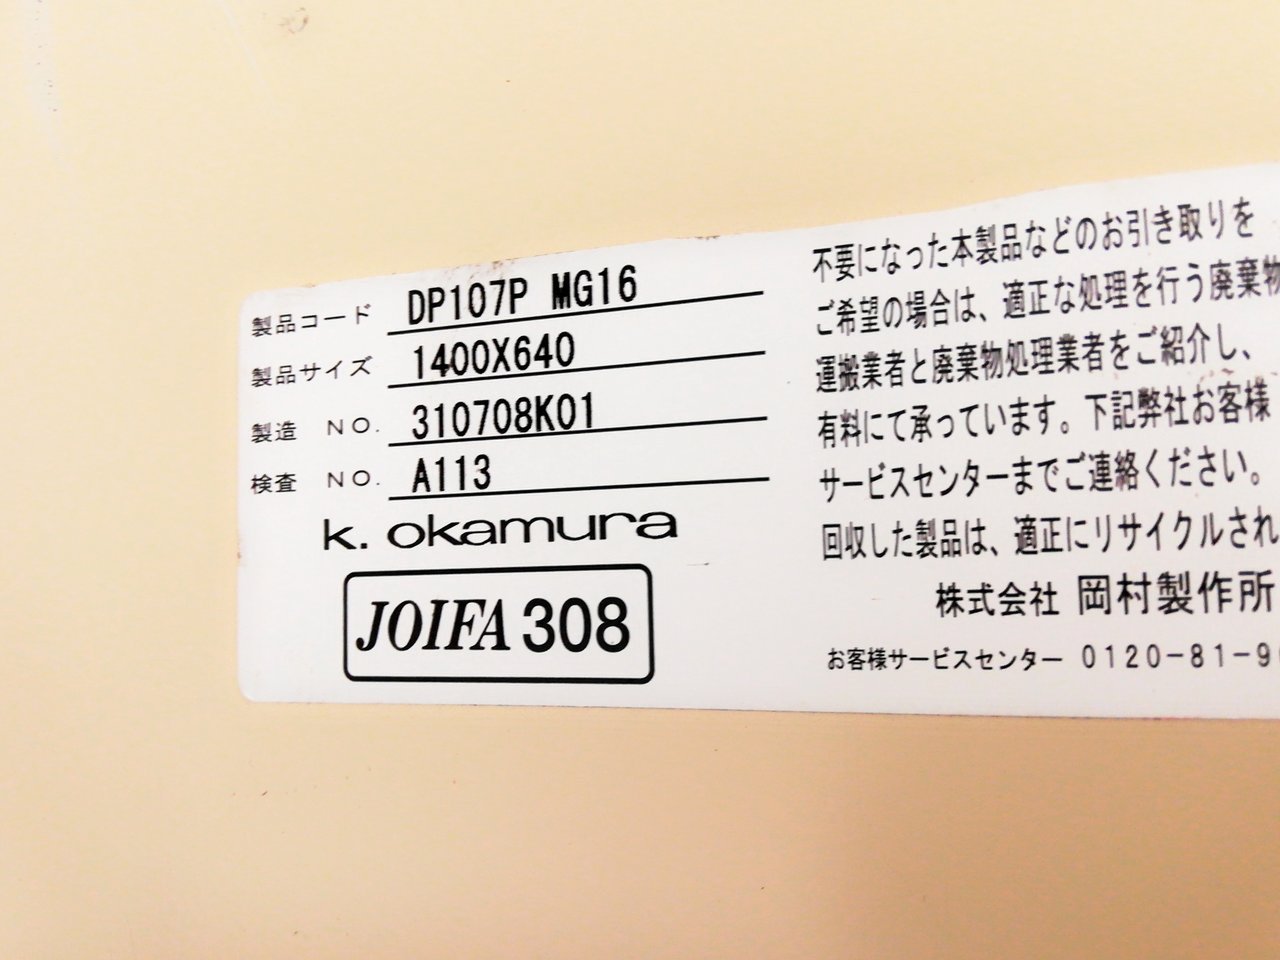 製品コード DP107P MG16
製品サイズ 1400X640
製造 NO. 310708K01
検査 NO. A113
k. okamura
JOIFA 308
不要になった本製品などのお引き取りを
ご希望の場合は、適正な処理を行う廃棄物
運搬業者と廃棄物処理業者をご紹介し、
有料にて承っています。下記弊社お客様
サービスセンターまでご連絡ください。
回収した製品は、適正にリサイクルされ
株式会社 岡村製作所
お客様サービスセンター 0120-81-9